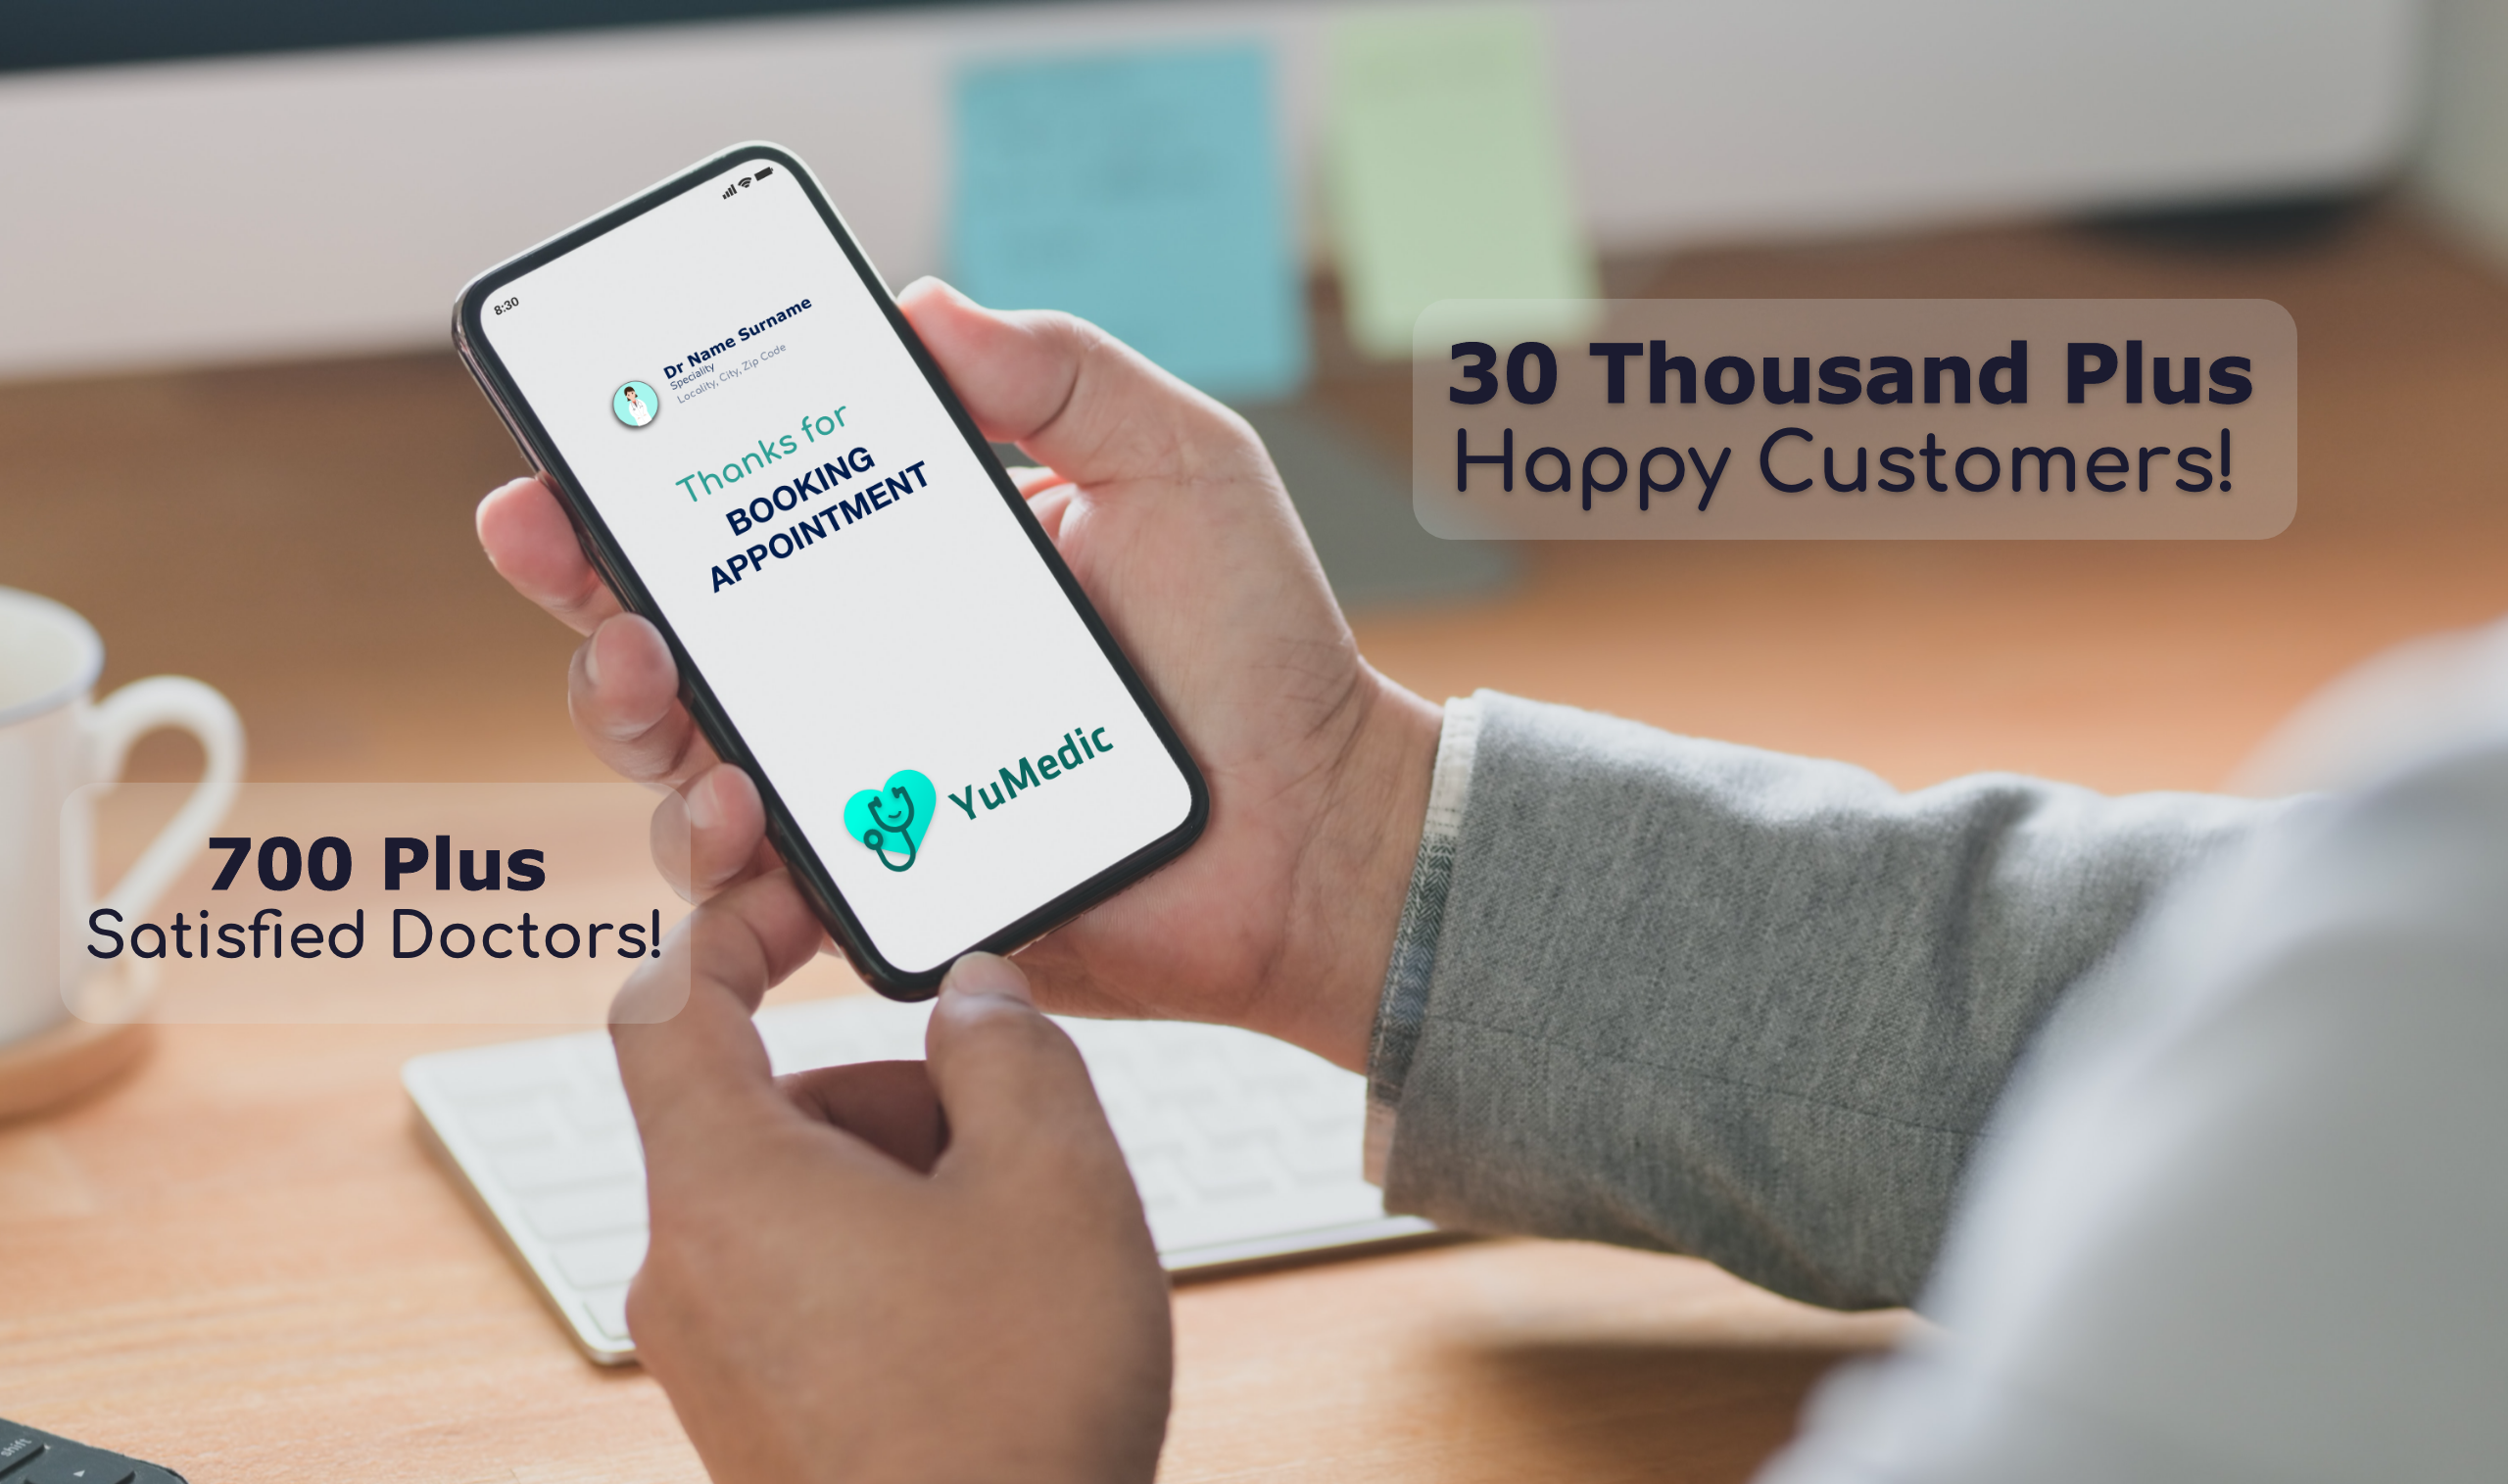 8:30
Dr Name Surname
Speciality
Locality, City, Zip Code
Thanks for
BOOKING
APPOINTMENT
YuMedic
30 Thousand Plus
Happy Customers!
700 Plus
Satisfied Doctors!
shift